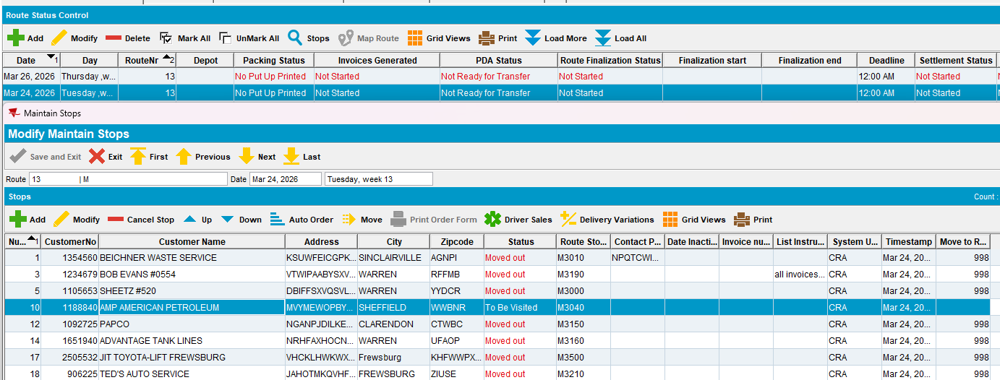 Route Status Control
Add Modify Delete Mark All UnMark All Stops Map Route Grid Views Print Load More Load All
Date 1 Day RouteNr 2 Depot Packing Status Invoices Generated PDA Status Route Finalization Status Finalization start Finalization end Deadline Settlement Status
Mar 26, 2026 Thursday ,w... 13 No Put Up Printed Not Started Not Ready for Transfer Not Started 12:00 AM Not Started
Mar 24, 2026 Tuesday ,w... 13 No Put Up Printed Not Started Not Ready for Transfer Not Started 12:00 AM Not Started
Maintain Stops
Modify Maintain Stops
Save and Exit Exit First Previous Next Last
Route 13 | M Date Mar 24, 2026 Tuesday, week 13
Stops Count :
Add Modify Cancel Stop Up Down Auto Order Move Print Order Form Driver Sales Delivery Variations Grid Views Print
Nu... 1 CustomerNo Customer Name Address City Zipcode Status Route Sto... Contact P... Date Inacti... Invoice nu... List Instru... System U... Timestamp Move to R...
1 1354560 BEICHNER WASTE SERVICE KSUWFEICGPK... SINCLAIRVILLE AGNPI Moved out M3010 NPQTCWI... CRA Mar 24, 20... 998
3 1234679 BOB EVANS #0554 VTWIPAABYSXV... WARREN RFFMB Moved out M3190 all invoices... CRA Mar 24, 20... 998
5 1105653 SHEETZ #520 DBIFFSXVQSVL... WARREN YYDCR Moved out M3000 CRA Mar 24, 20... 998
10 1188840 AMP AMERICAN PETROLEUM MVYMEWOPBY... SHEFFIELD WWBNR To Be Visited M3040 CRA Mar 24, 20...
12 1092725 PAPCO NGANPJDILKE... CLARENDON CTWBC Moved out M3150 CRA Mar 24, 20... 998
14 1651940 ADVANTAGE TANK LINES NRHFAXHOCN... WARREN UFAOP Moved out M3160 CRA Mar 24, 20... 998
17 2505532 JIT TOYOTA-LIFT FREWSBURG VHCKLHWKWX... Frewsburg KHFWWPX... Moved out M3500 CRA Mar 24, 20... 998
18 906225 TED'S AUTO SERVICE JAHOTMKQVHF... FREWSBURG ZIUSE Moved out M3210 CRA Mar 24, 20... 998